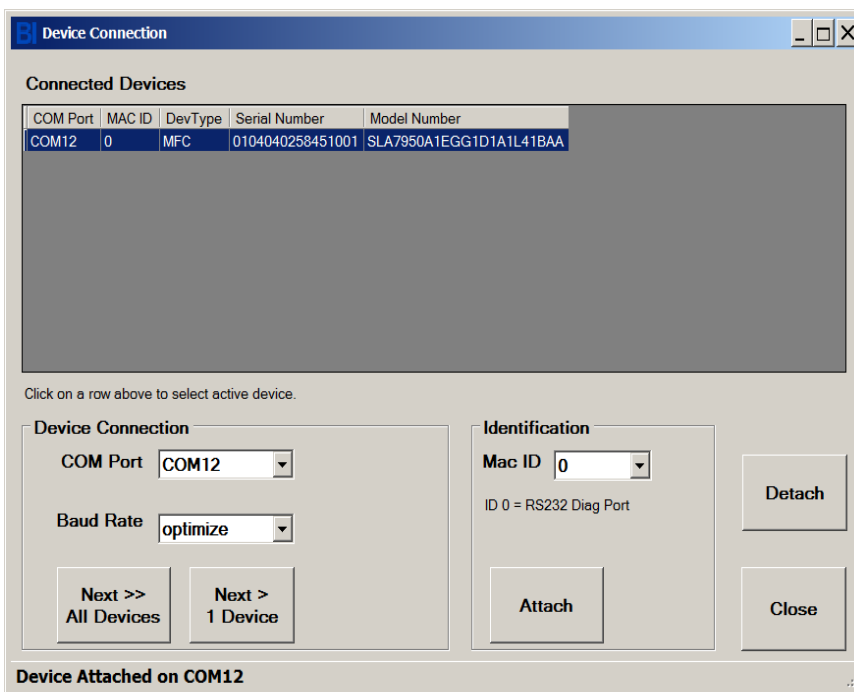 BI Device Connection
Connected Devices
COM Port MAC ID DevType Serial Number Model Number
COM12 0 MFC 0104040258451001 SLA7950A1EGG1D1A1L41BAA
Click on a row above to select active device.
Device Connection
COM Port COM12
Baud Rate optimize
Next >>
All Devices
Next >
1 Device
Identification
Mac ID 0
ID 0 = RS232 Diag Port
Attach
Detach
Close
Device Attached on COM12